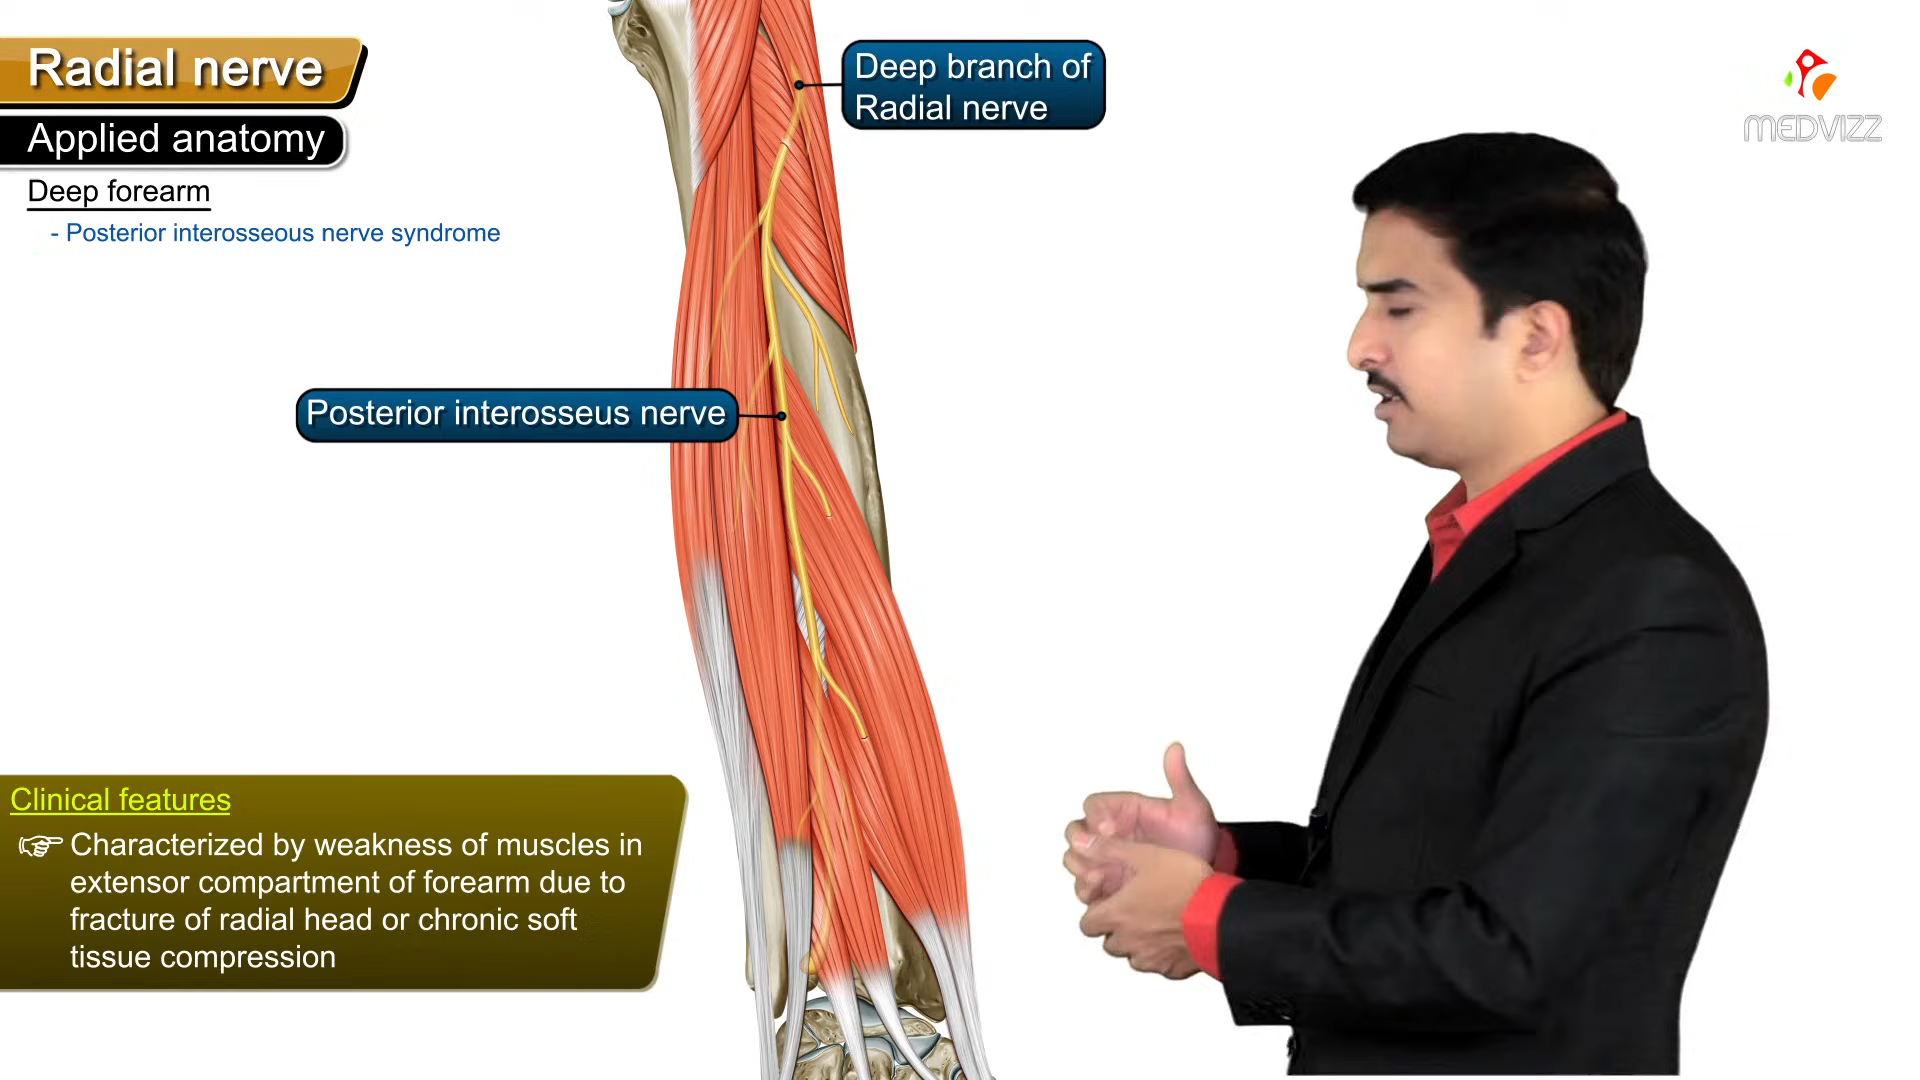 Radial nerve
Applied anatomy
Deep forearm
- Posterior interosseous nerve syndrome
Deep branch of
Radial nerve
MEDVIZZ
Posterior interosseus nerve
Clinical features
Characterized by weakness of muscles in
extensor compartment of forearm due to
fracture of radial head or chronic soft
tissue compression